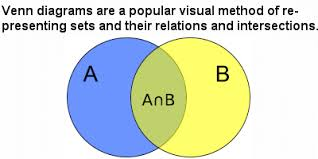 Venn diagrams are a popular visual method of re-
presenting sets and their relations and intersections.
A
B
A∩B